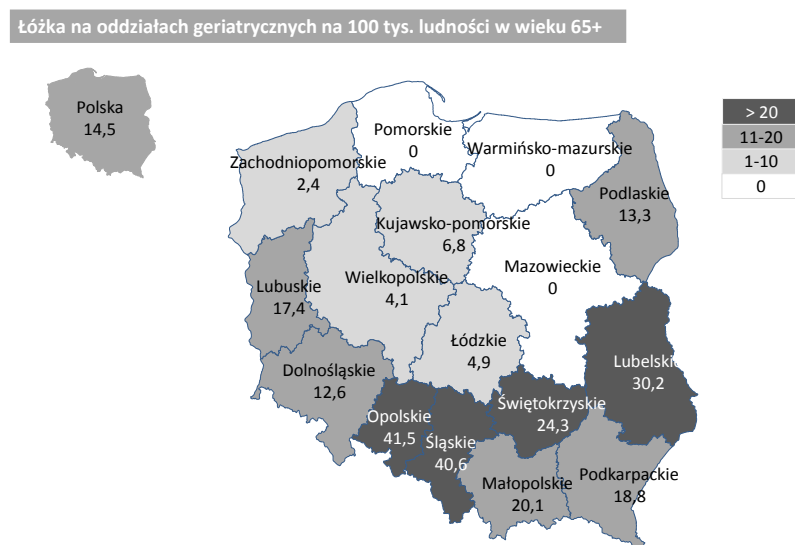 Łóżka na oddziałach geriatrycznych na 100 tys. ludności w wieku 65+
Polska
14,5
> 20
11-20
1-10
0
Pomorskie
0
Warmińsko-mazurskie
0
Zachodniopomorskie
2,4
Podlaskie
13,3
Kujawsko-pomorskie
6,8
Mazowieckie
0
Wielkopolskie
4,1
Lubuskie
17,4
Łódzkie
4,9
Lubelskie
30,2
Dolnośląskie
12,6
Opolskie
41,5
Śląskie
40,6
Świętokrzyskie
24,3
Małopolskie
20,1
Podkarpackie
18,8